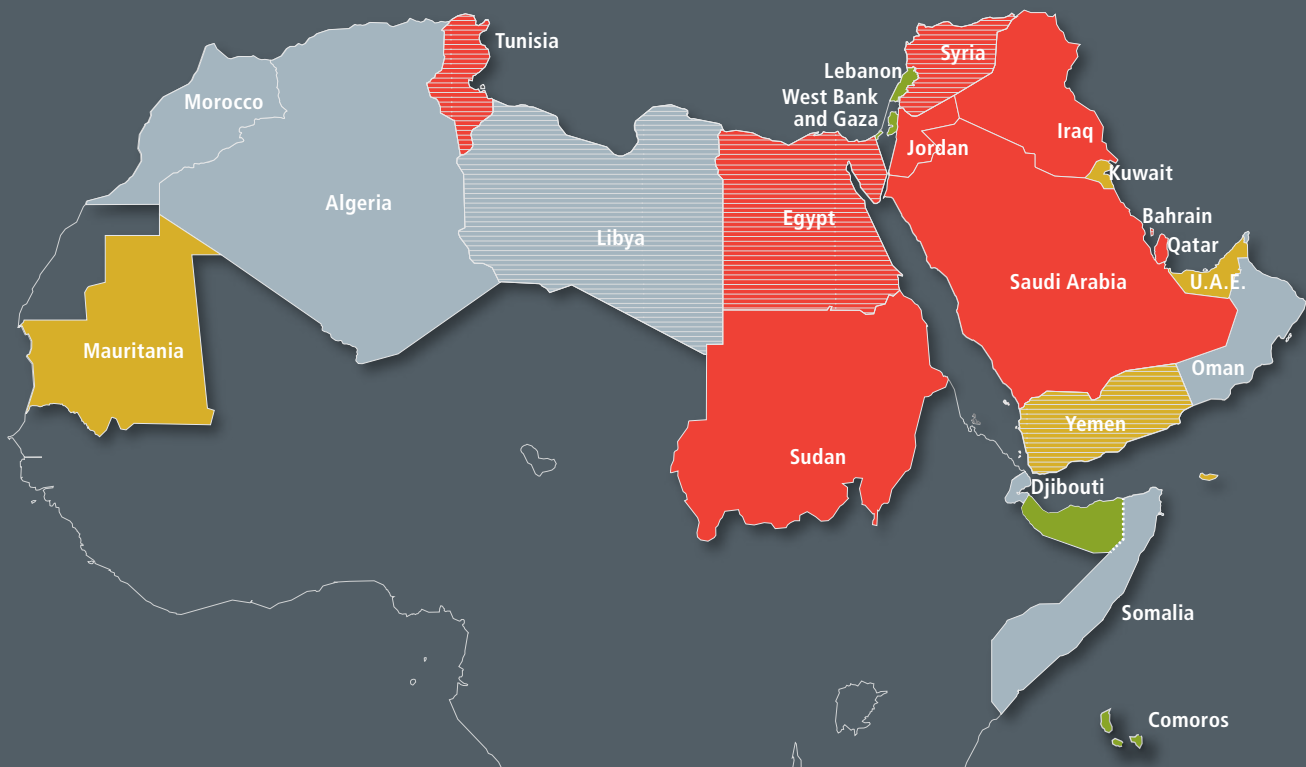 Tunisia
Syria
Lebanon
West Bank
and Gaza
Morocco
Iraq
Jordan
Kuwait
Algeria
Bahrain
Egypt
Libya
Qatar
Saudi Arabia
U.A.E.
Mauritania
Oman
Yemen
Sudan
Djibouti
Somalia
Comoros